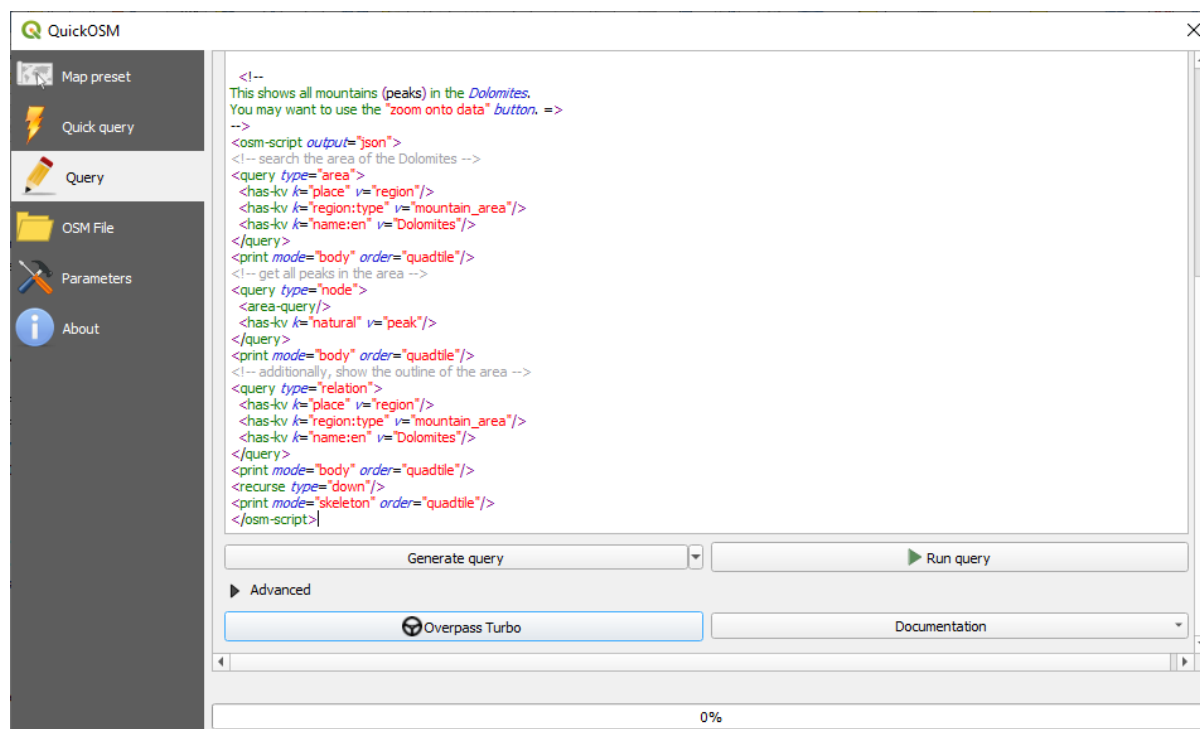 QuickOSM
Map preset
Quick query
Query
OSM File
Parameters
About
<!--
This shows all mountains (peaks) in the Dolomites.
You may want to use the "zoom onto data" button. =>
-->
<osm-script output="json">
<!-- search the area of the Dolomites -->
<query type="area">
<has-kv k="place" v="region"/>
<has-kv k="region:type" v="mountain_area"/>
<has-kv k="name:en" v="Dolomites"/>
</query>
<print mode="body" order="quadtile"/>
<!-- get all peaks in the area -->
<query type="node">
<area-query/>
<has-kv k="natural" v="peak"/>
</query>
<print mode="body" order="quadtile"/>
<!-- additionally, show the outline of the area -->
<query type="relation">
<has-kv k="place" v="region"/>
<has-kv k="region:type" v="mountain_area"/>
<has-kv k="name:en" v="Dolomites"/>
</query>
<print mode="body" order="quadtile"/>
<recurse type="down"/>
<print mode="skeleton" order="quadtile"/>
</osm-script>
Generate query
Run query
Advanced
Overpass Turbo
Documentation
0%